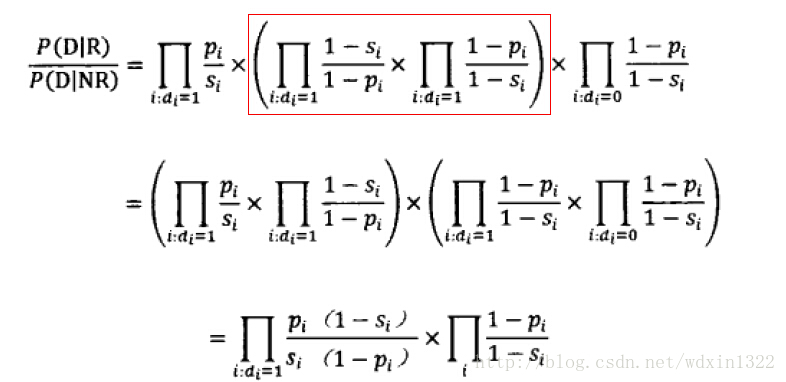 P(D|R) / P(D|NR) = ∏_{i:d_i=1} p_i/s_i × ( ∏_{i:d_i=1} (1−s_i)/(1−p_i) × ∏_{i:d_i=1} (1−p_i)/(1−s_i) ) × ∏_{i:d_i=0} (1−p_i)/(1−s_i)
= ( ∏_{i:d_i=1} p_i/s_i × ∏_{i:d_i=1} (1−s_i)/(1−p_i) ) × ( ∏_{i:d_i=1} (1−p_i)/(1−s_i) × ∏_{i:d_i=0} (1−p_i)/(1−s_i) )
= ∏_{i:d_i=1} p_i(1−s_i) / s_i(1−p_i) × ∏_i (1−p_i)/(1−s_i)
http://blog.csdn.net/wdxin1322